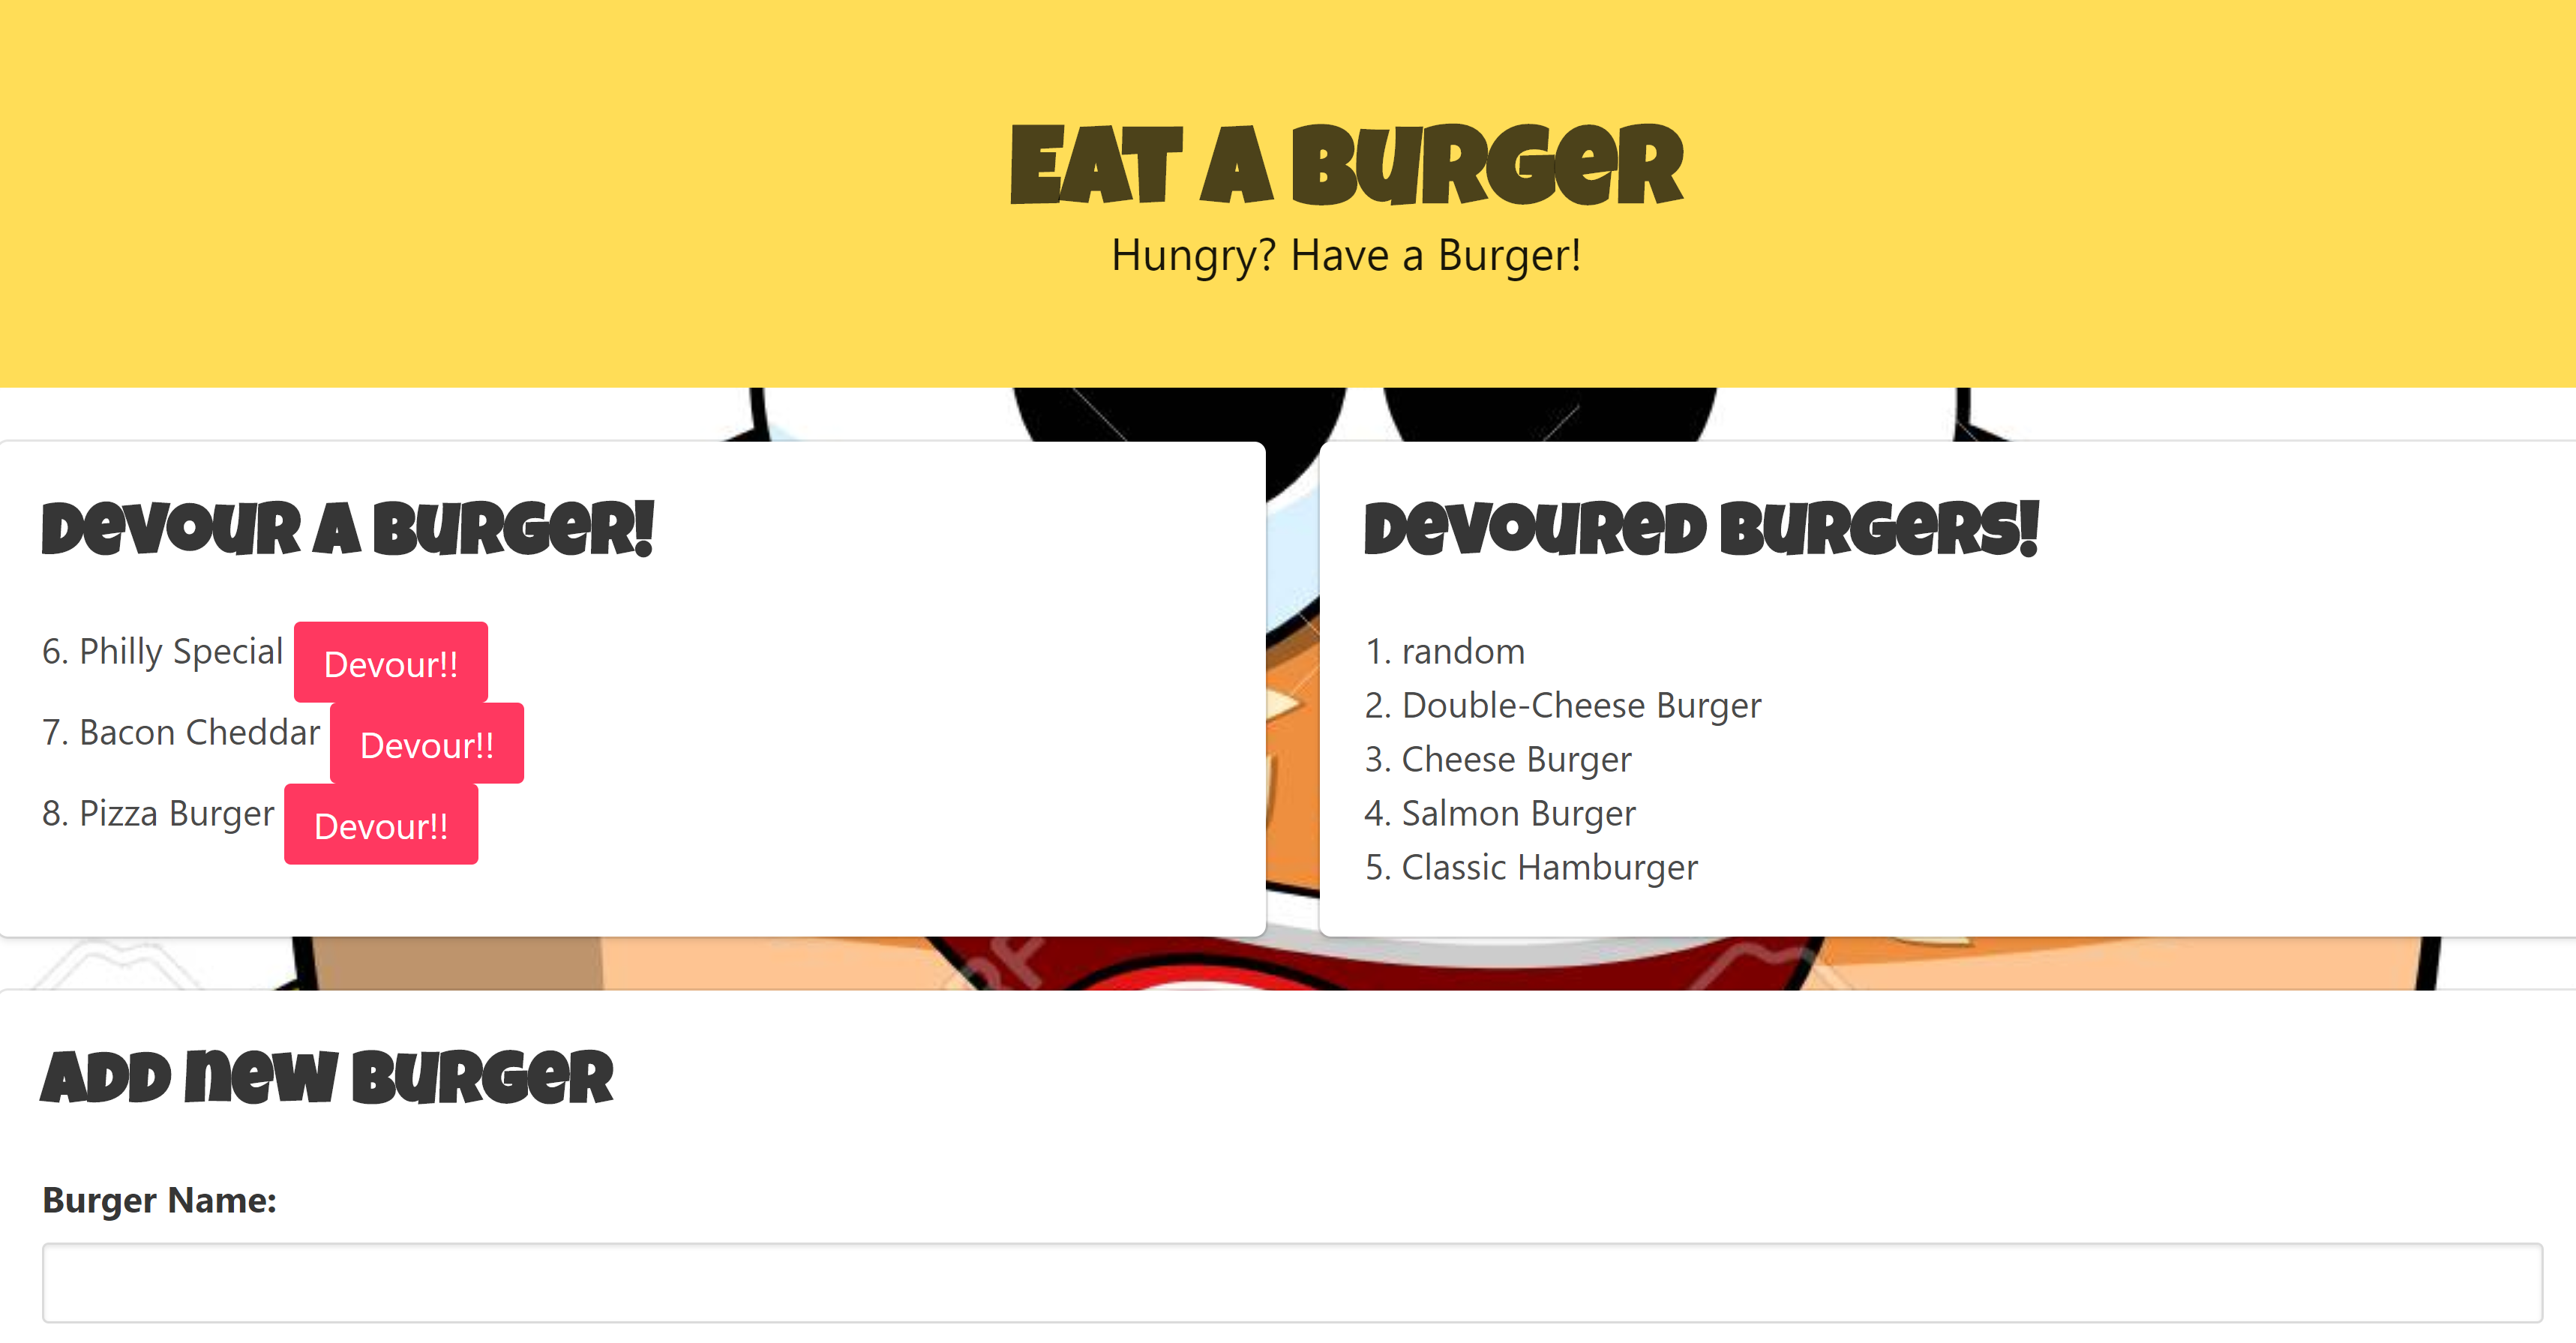 Eat A Burger
Hungry? Have a Burger!
Devour A Burger!
6. Philly Special Devour!!
7. Bacon Cheddar Devour!!
8. Pizza Burger Devour!!
Devoured Burgers!
1. random
2. Double-Cheese Burger
3. Cheese Burger
4. Salmon Burger
5. Classic Hamburger
Add new Burger
Burger Name: